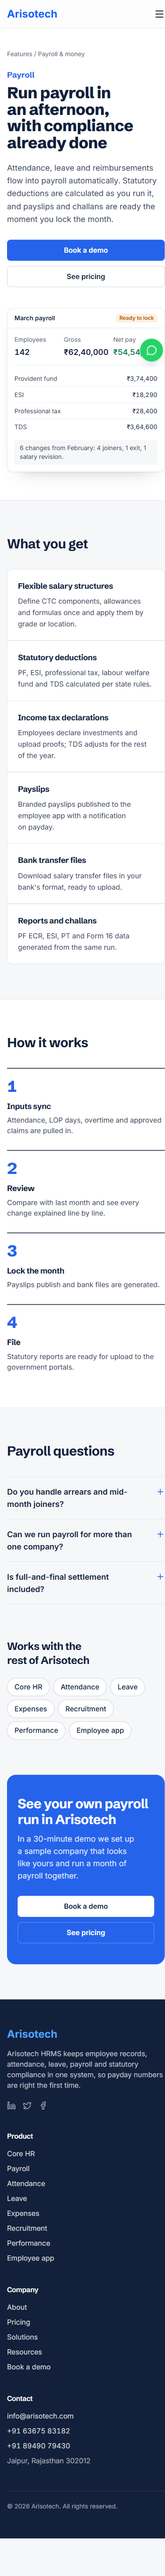 Arisotech
Features / Payroll & money
Payroll
Run your payroll in
an afternoon,
with compliance
already done
Attendance, leave and reimbursements
flow into payroll automatically. Statutory
deductions are calculated as you run it,
and payslips and challans are ready the
moment you lock the month.
Book a demo
See pricing
March payroll Ready to lock
Employees Gross Net pay
142 ₹62,40,000
Provident fund ₹3,74,400
ESI ₹18,290
Professional tax ₹28,400
TDS ₹3,64,600
6 changes from February: 4 joiners, 1 exit, 1
salary revision.
What you get
Flexible salary structures
Define CTC components, allowances
and formulas once and apply them by
grade or location.
Statutory deductions
PF, ESI, professional tax, labour welfare
fund and TDS calculated per state rules.
Income tax declarations
Employees declare investments and
upload proofs; TDS adjusts for the rest
of the year.
Payslips
Branded payslips published to the
employee app with a notification
on payday.
Bank transfer files
Download salary transfer files in your
bank's format, ready to upload.
Reports and challans
PF ECR, ESI, PT and Form 16 data
generated from the same run.
How it works
1
Inputs sync
Attendance, LOP days, overtime and approved
claims are pulled in.
2
Review
Compare with last month and see every
change explained line by line.
3
Lock the month
Payslips publish and bank files are generated.
4
File
Statutory reports are ready for upload to the
government portals.
Payroll questions
Do you handle arrears and mid-
month joiners?
Can we run payroll for more than
one company?
Is full-and-final settlement
included?
Works with the
rest of Arisotech
Core HR Attendance Leave
Expenses Recruitment
Performance Employee app
See your own payroll
run in Arisotech
In a 30-minute demo we set up
a sample company that looks
like yours and run a month of
payroll together.
Book a demo
See pricing
Arisotech
Arisotech HRMS keeps employee records,
attendance, leave, payroll and statutory
compliance in one system, so payday numbers
are right the first time.
Product
Core HR
Payroll
Attendance
Leave
Expenses
Recruitment
Performance
Employee app
Company
About
Pricing
Solutions
Resources
Book a demo
Contact
info@arisotech.com
+91 63675 83182
+91 89490 79430
Jaipur, Rajasthan 302012
© 2026 Arisotech. All rights reserved.